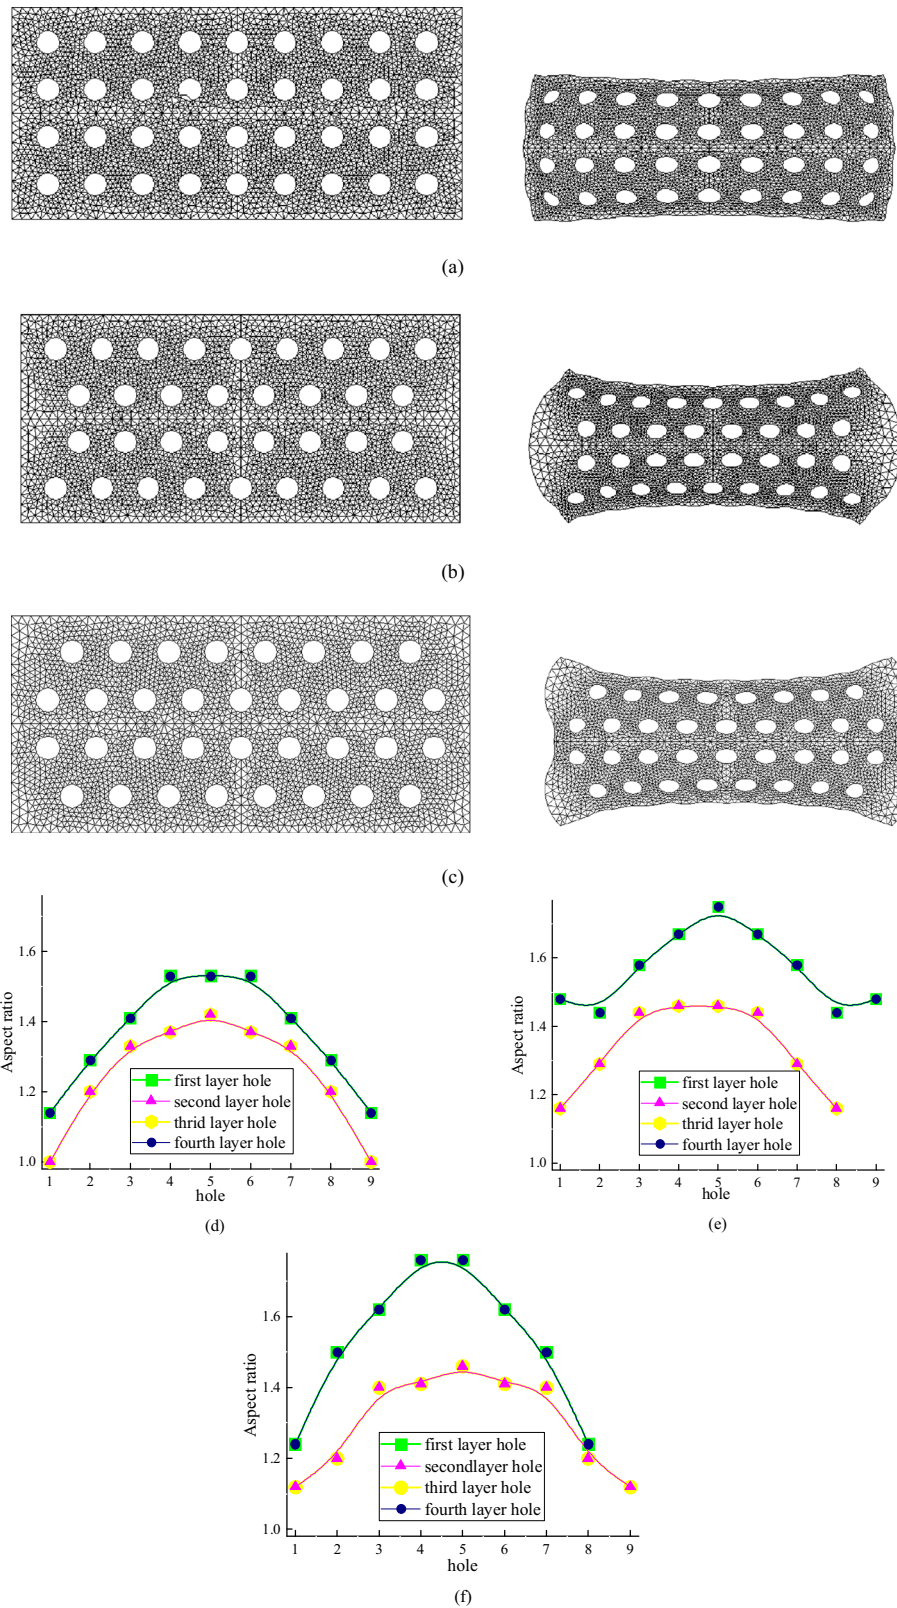 (a)
(b)
(c)
Aspect ratio
1.6
1.4
1.2
1.0
first layer hole
second layer hole
thrid layer hole
fourth layer hole
1 2 3 4 5 6 7 8 9
hole
(d)
Aspect ratio
1.6
1.4
1.2
1.0
first layer hole
second layer hole
thrid layer hole
fourth layer hole
1 2 3 4 5 6 7 8 9
hole
(e)
Aspect ratio
1.6
1.4
1.2
1.0
first layer hole
secondlayer hole
third layer hole
fourth layer hole
1 2 3 4 5 6 7 8 9
hole
(f)